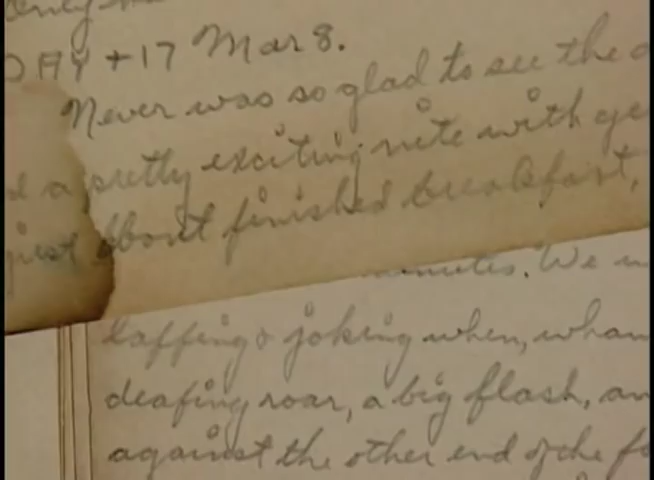 DAY + 17 Mar 8.
Never was so glad to see the
a pretty exciting nite with
just about finished breakfast,
minutes. We
laffing & joking when, wham
deafing roar, a big flash, an
against the other end of the fo